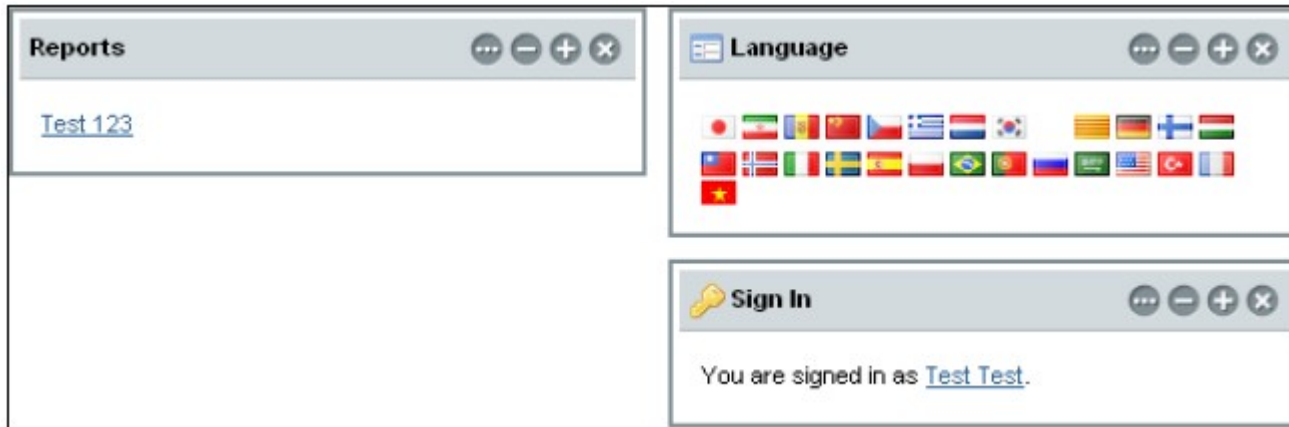 Reports
Test 123
Language
Sign In
You are signed in as Test Test.